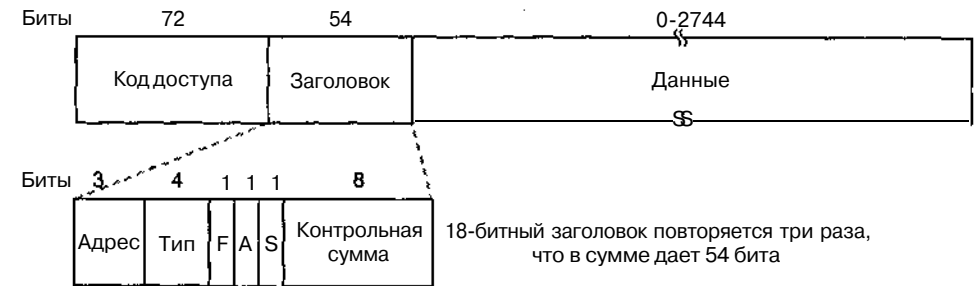 Биты 72 54 0-2744
Код доступа Заголовок Данные
Биты 3 4 1 1 1 8
Адрес Тип F A S Контрольная сумма
18-битный заголовок повторяется три раза,
что в сумме дает 54 бита